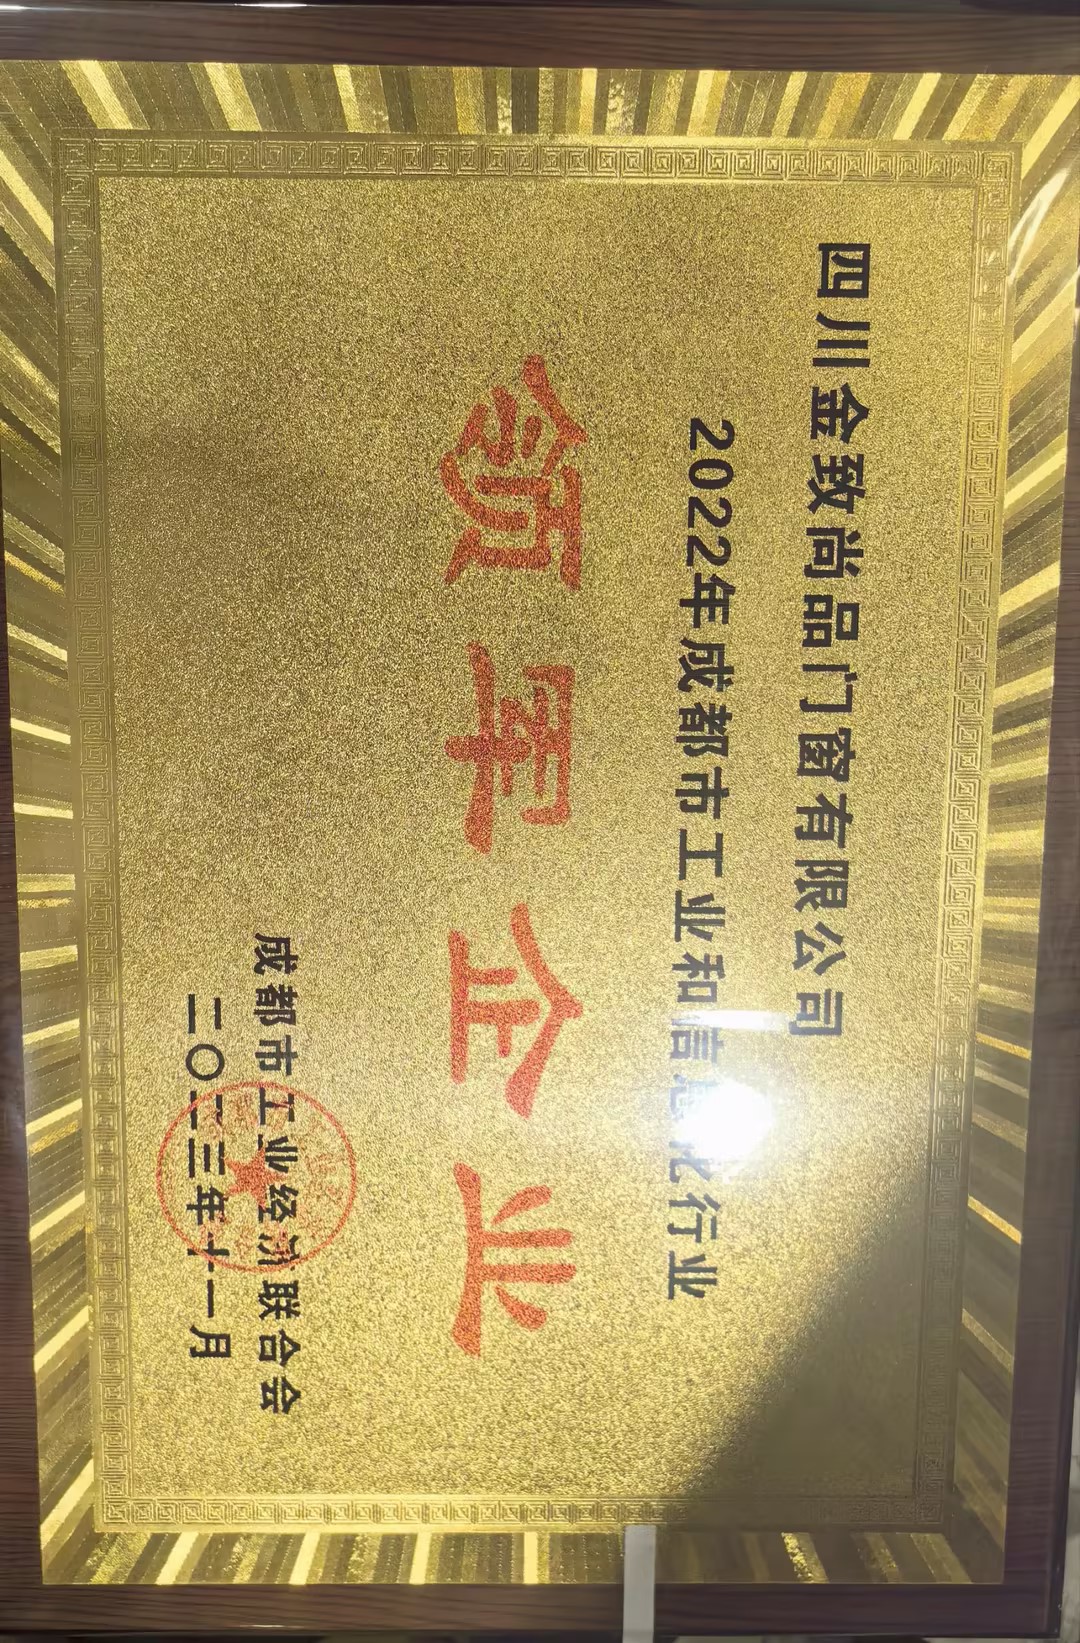 四川金致尚品门窗有限公司
2022年成都市工业和信息化行业
领军企业
成都市工业经济联合会
二〇二三年十一月